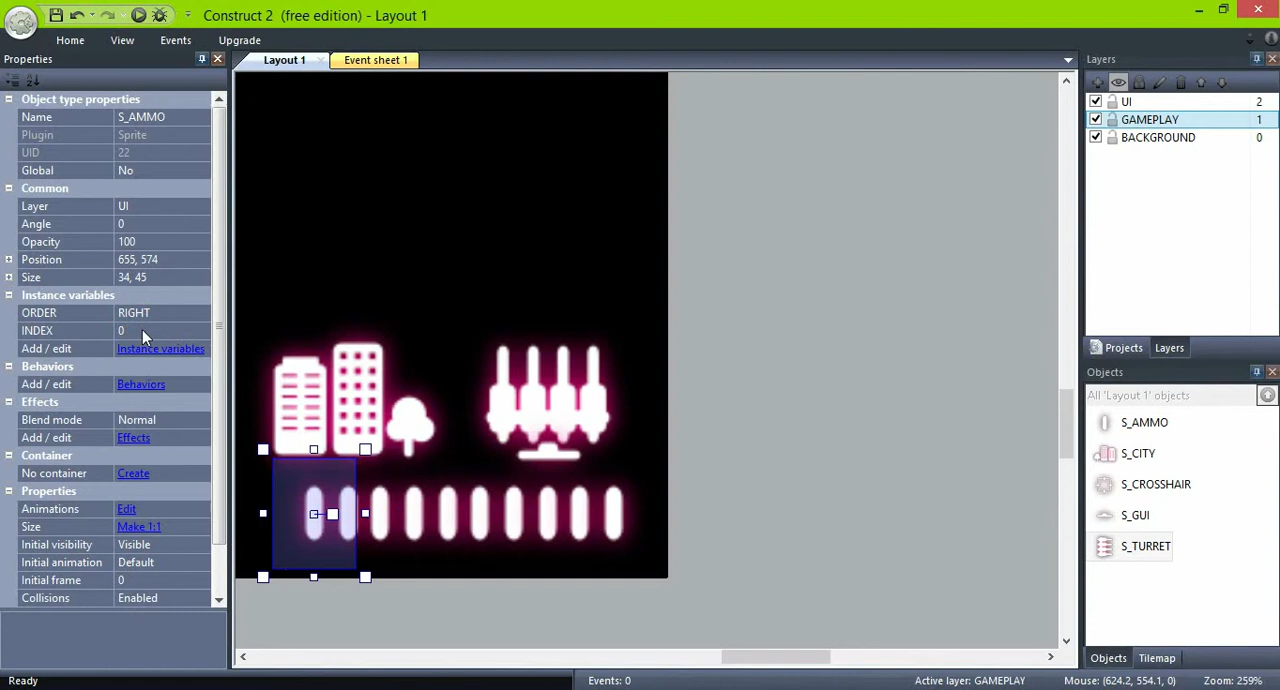 Construct 2 (free edition) - Layout 1
Home View Events Upgrade
Properties
Layout 1
Event sheet 1
Layers
Object type properties
Name S_AMMO
Plugin Sprite
UID 22
Global No
Common
Layer UI
Angle 0
Opacity 100
Position 655, 574
Size 34, 45
Instance variables
ORDER RIGHT
INDEX 0
Add / edit Instance variables
Behaviors
Add / edit Behaviors
Effects
Blend mode Normal
Add / edit Effects
Container
No container Create
Properties
Animations Edit
Size Make 1:1
Initial visibility Visible
Initial animation Default
Initial frame 0
Collisions Enabled
UI 2
GAMEPLAY 1
BACKGROUND 0
Projects Layers
Objects
All 'Layout 1' objects
S_AMMO
S_CITY
S_CROSSHAIR
S_GUI
S_TURRET
Objects Tilemap
Ready
Events: 0
Active layer: GAMEPLAY
Mouse: (624.2, 554.1, 0)
Zoom: 259%